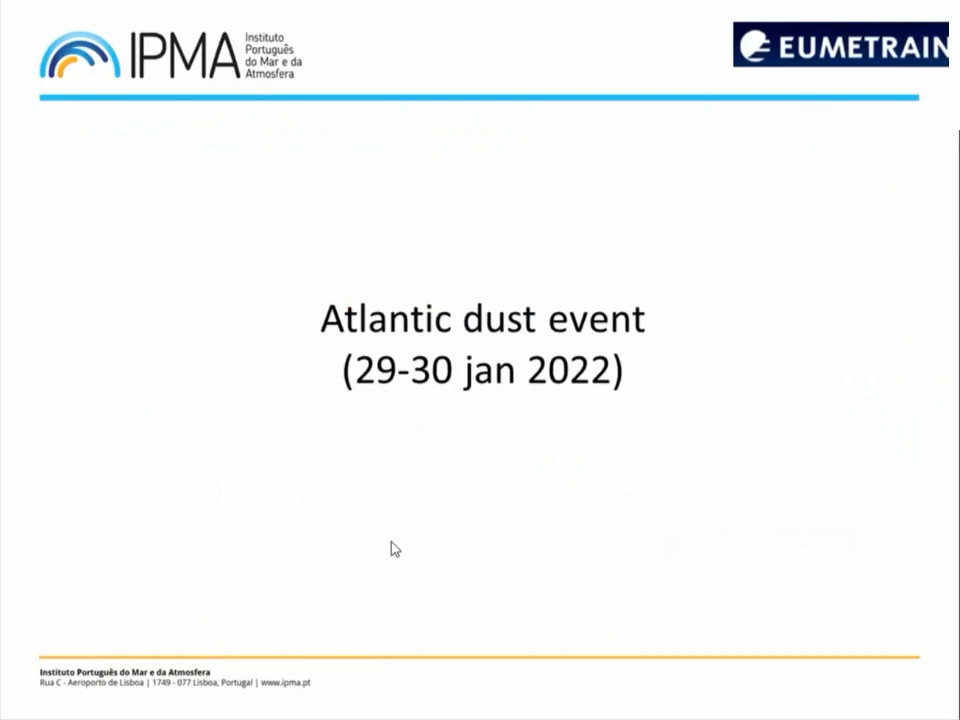 IPMA
Instituto
Português
do Mar e da
Atmosfera
EUMETRAIN
Atlantic dust event
(29-30 jan 2022)
Instituto Português do Mar e da Atmosfera
Rua C - Aeroporto de Lisboa | 1749 - 077 Lisboa, Portugal | www.ipma.pt